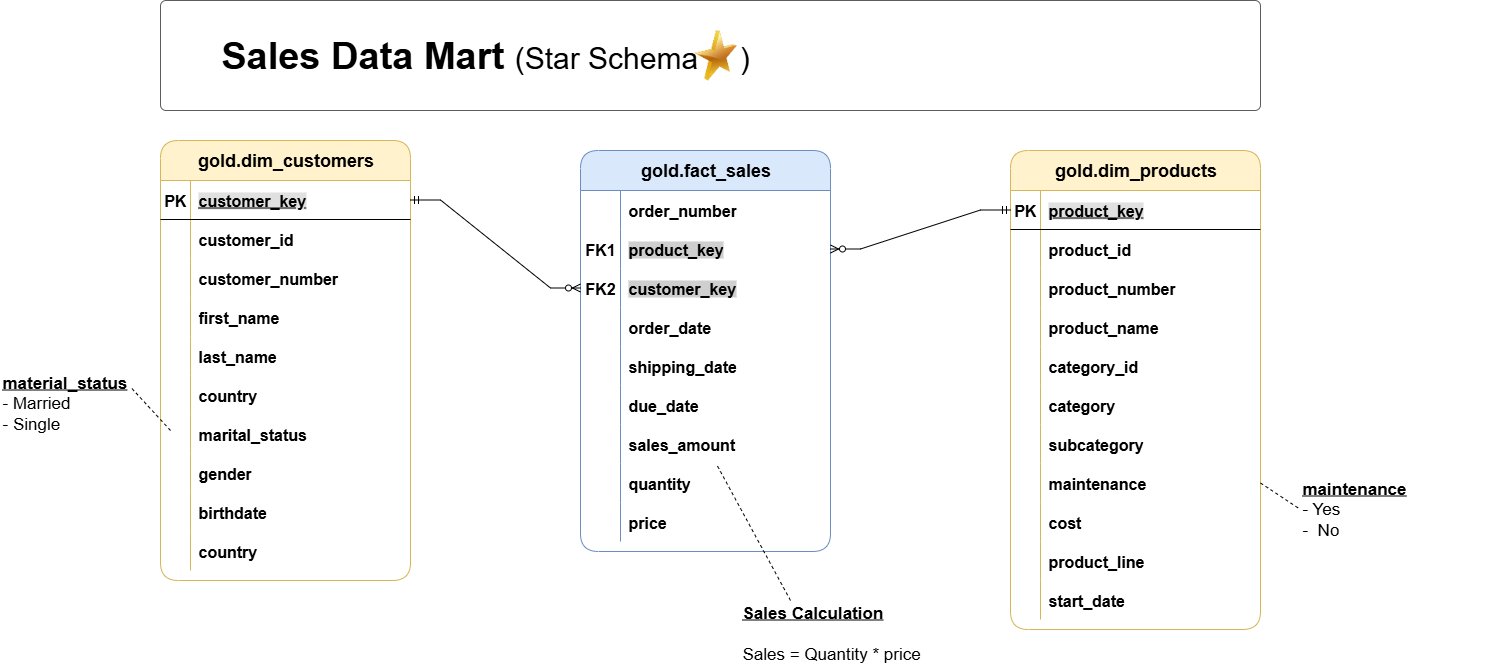 Sales Data Mart (Star Schema )
gold.dim_customers
PK customer_key
customer_id
customer_number
first_name
last_name
country
marital_status
gender
birthdate
country
material_status
- Married
- Single
gold.fact_sales
order_number
FK1 product_key
FK2 customer_key
order_date
shipping_date
due_date
sales_amount
quantity
price
Sales Calculation
Sales = Quantity * price
gold.dim_products
PK product_key
product_id
product_number
product_name
category_id
category
subcategory
maintenance
cost
product_line
start_date
maintenance
- Yes
- No